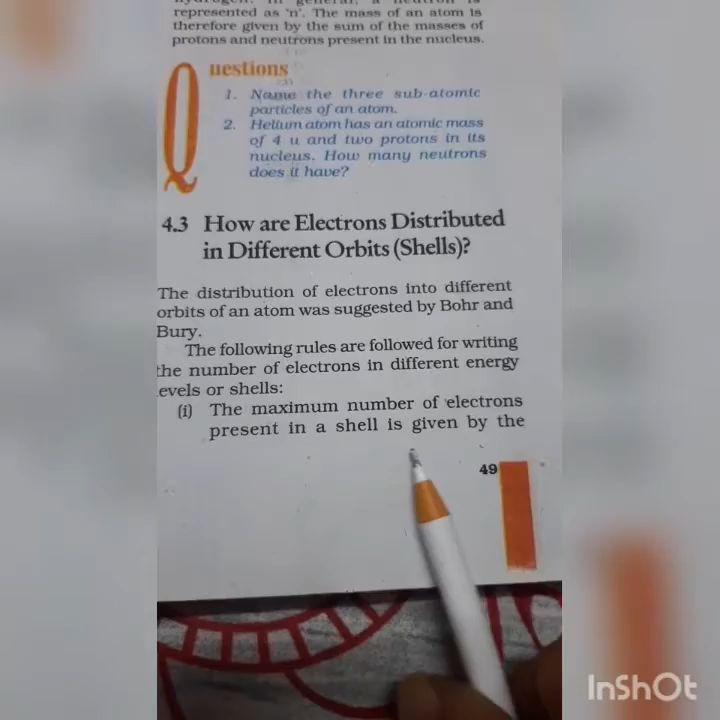 represented as 'n'. The mass of an atom is
therefore given by the sum of the masses of
protons and neutrons present in the nucleus.
Questions
1. Name the three sub-atomic
particles of an atom.
2. Helium atom has an atomic mass
of 4 u and two protons in its
nucleus. How many neutrons
does it have?
4.3 How are Electrons Distributed
in Different Orbits (Shells)?
The distribution of electrons into different
orbits of an atom was suggested by Bohr and
Bury.
The following rules are followed for writing
the number of electrons in different energy
levels or shells:
(i) The maximum number of electrons
present in a shell is given by the
49
InShOt